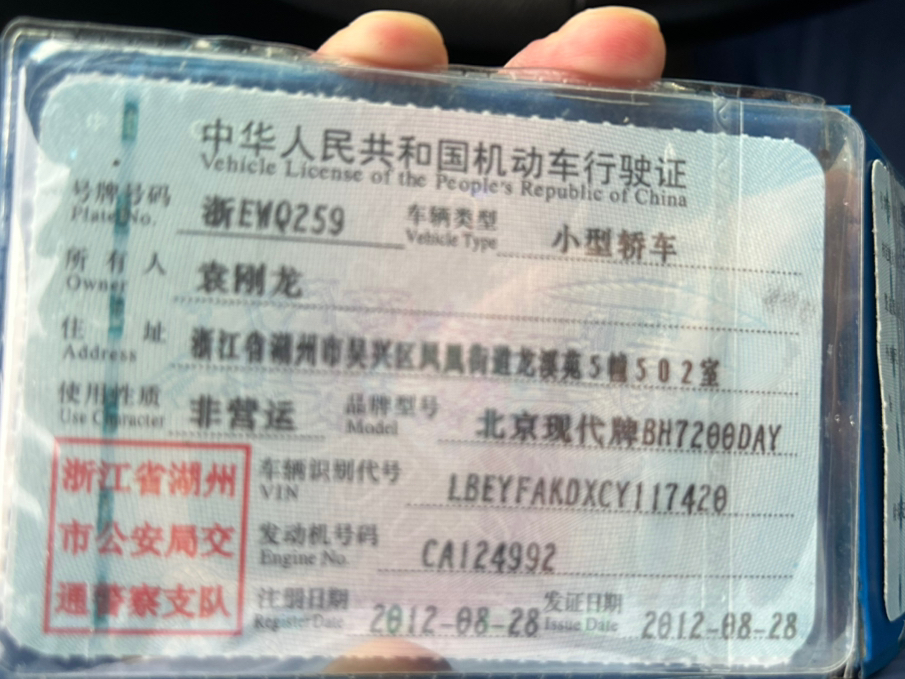 中华人民共和国机动车行驶证
Vehicle License of the People's Republic of China
号牌号码 浙EWQ259 车辆类型 小型轿车
Plate No. Vehicle Type
所有人 袁刚龙
Owner
住址 浙江省湖州市吴兴区凤凰街道龙溪苑5幢502室
Address
使用性质 非营运 品牌型号 北京现代牌BH7200DAY
Use Character Model
浙江省湖州
市公安局交
通警察支队
车辆识别代号 LBEYFAKDXCY117420
VIN
发动机号码 CA124992
Engine No.
注册日期 2012-08-28 发证日期 2012-08-28
Register Date Issue Date